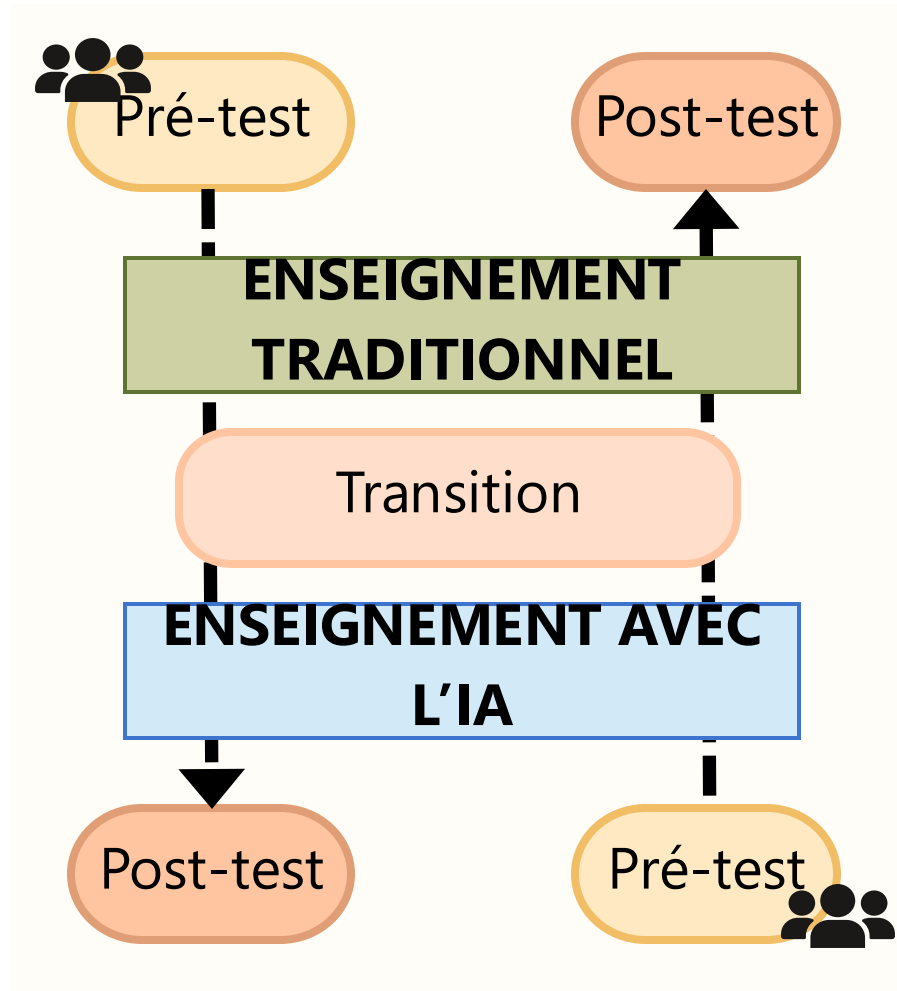 Pré-test
Post-test
ENSEIGNEMENT
TRADITIONNEL
Transition
ENSEIGNEMENT AVEC
L’IA
Post-test
Pré-test